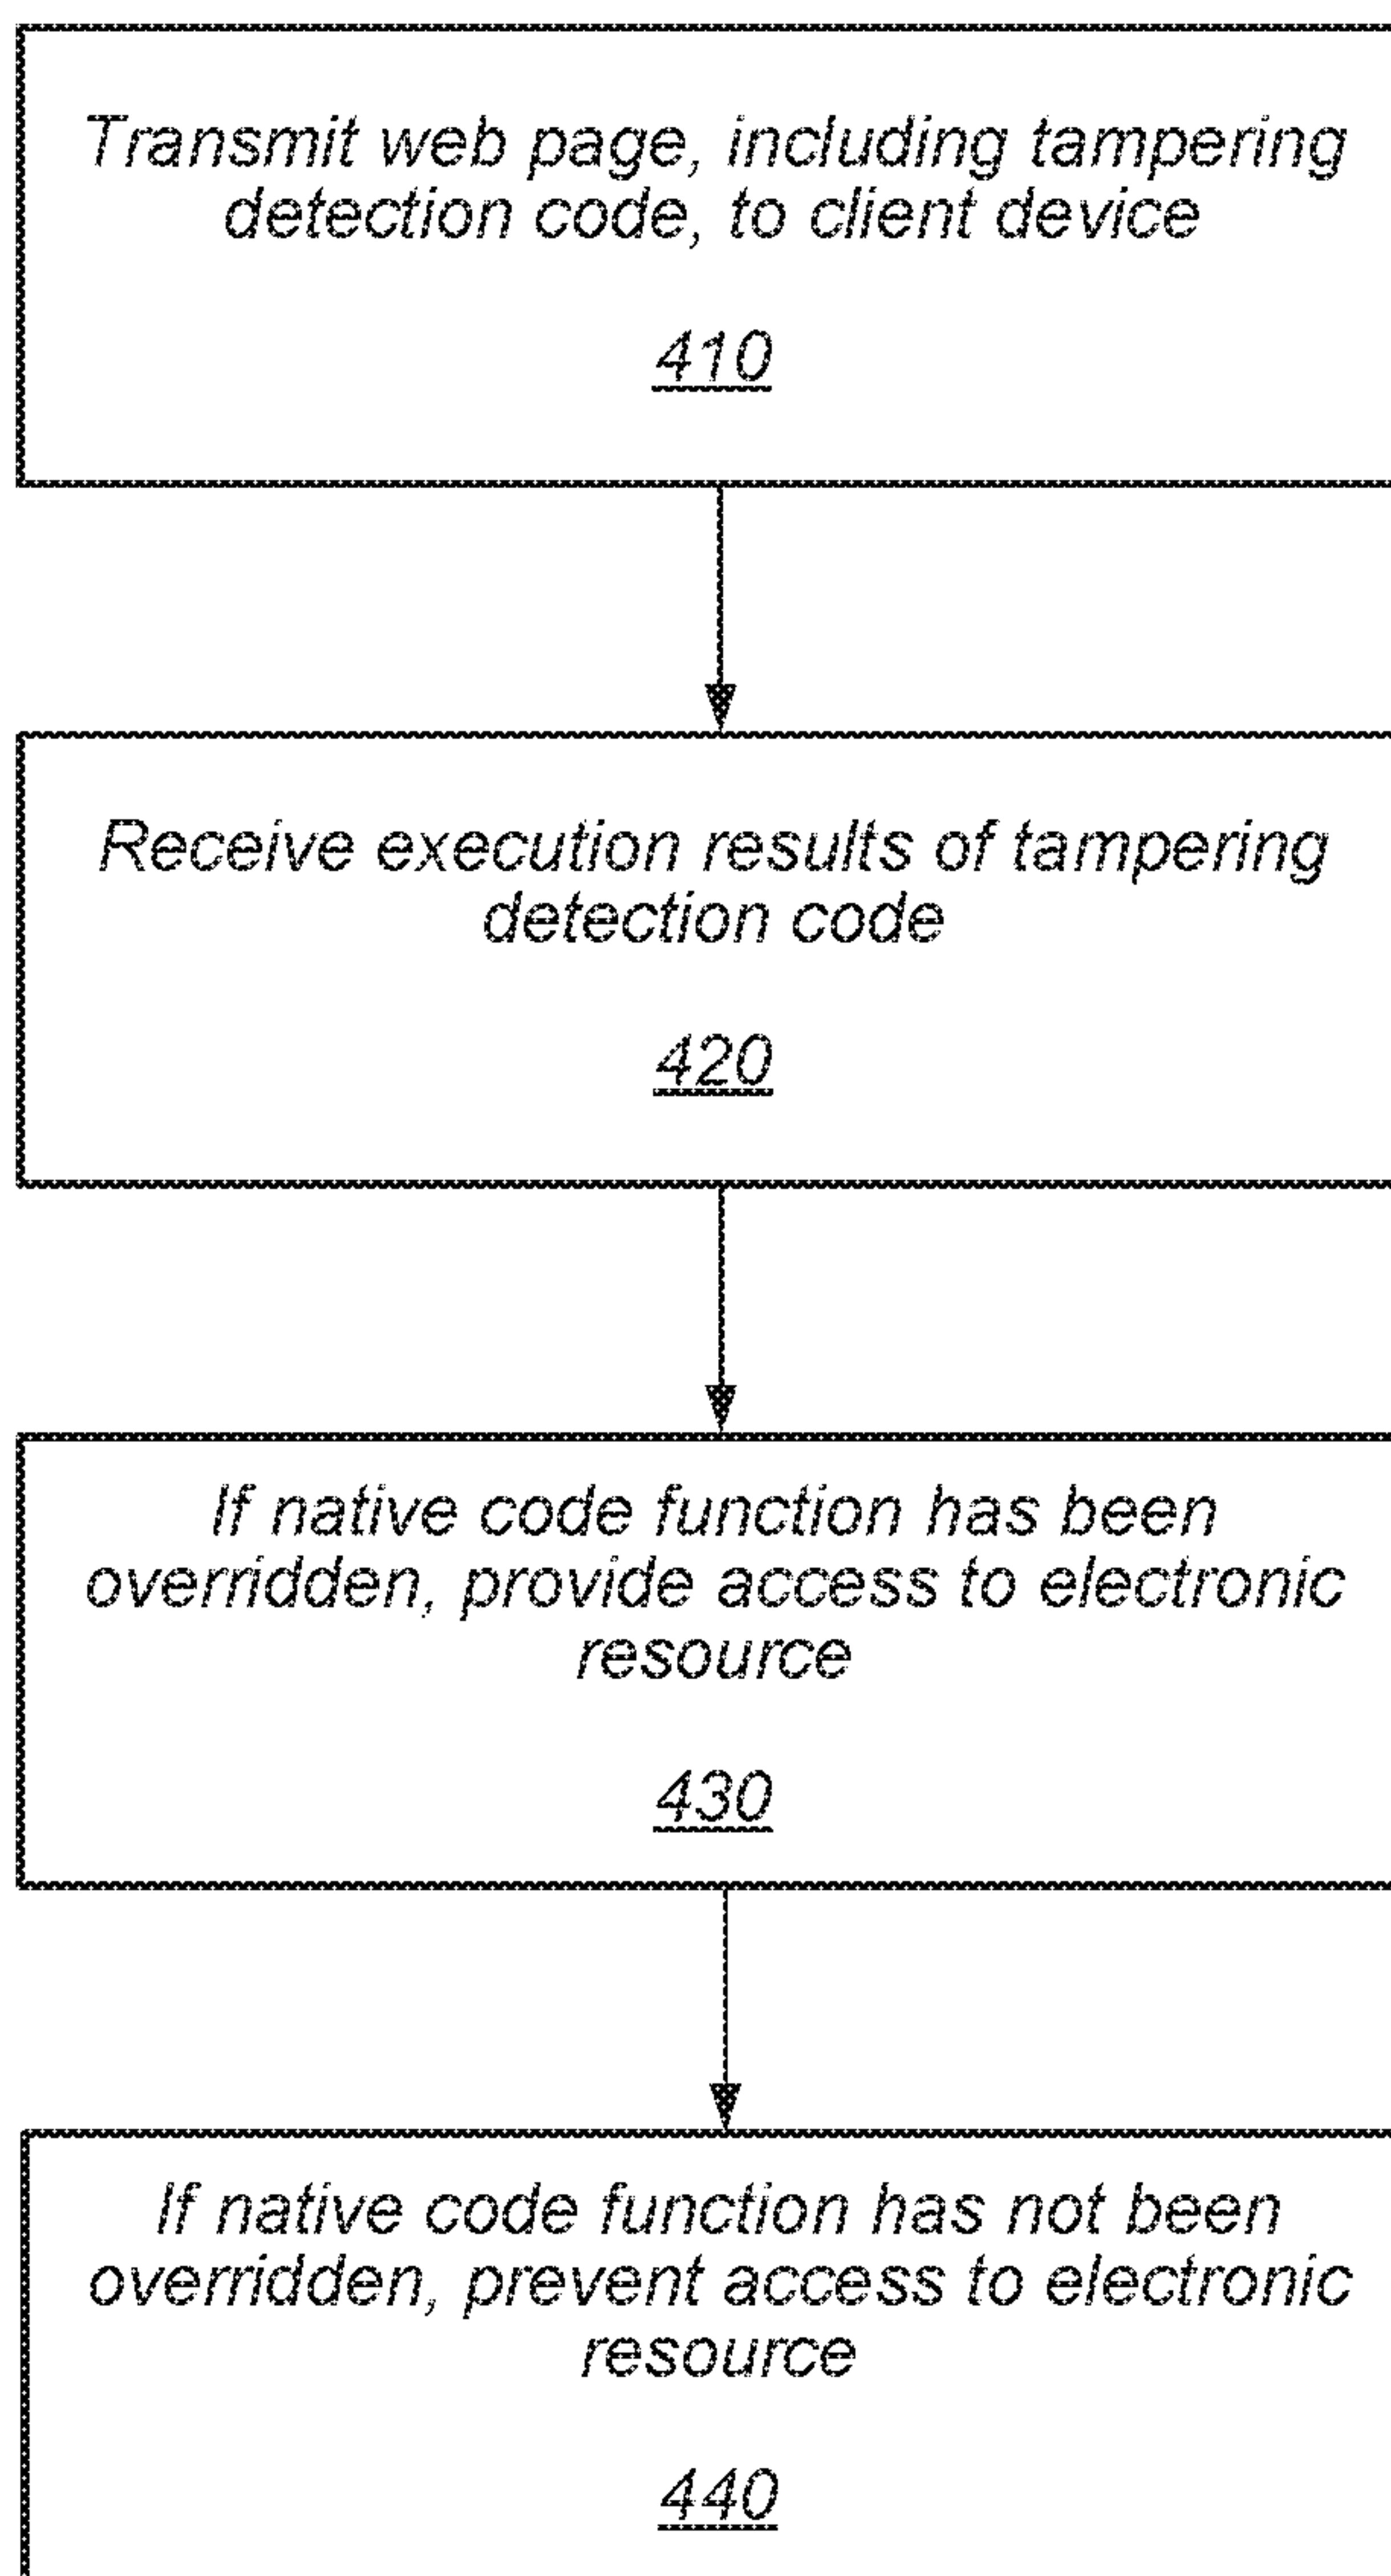 Transmit web page, including tampering
detection code, to client device
410
Receive execution results of tampering
detection code
420
If native code function has been
overridden, provide access to electronic
resource
430
If native code function has not been
overridden, prevent access to electronic
resource
440